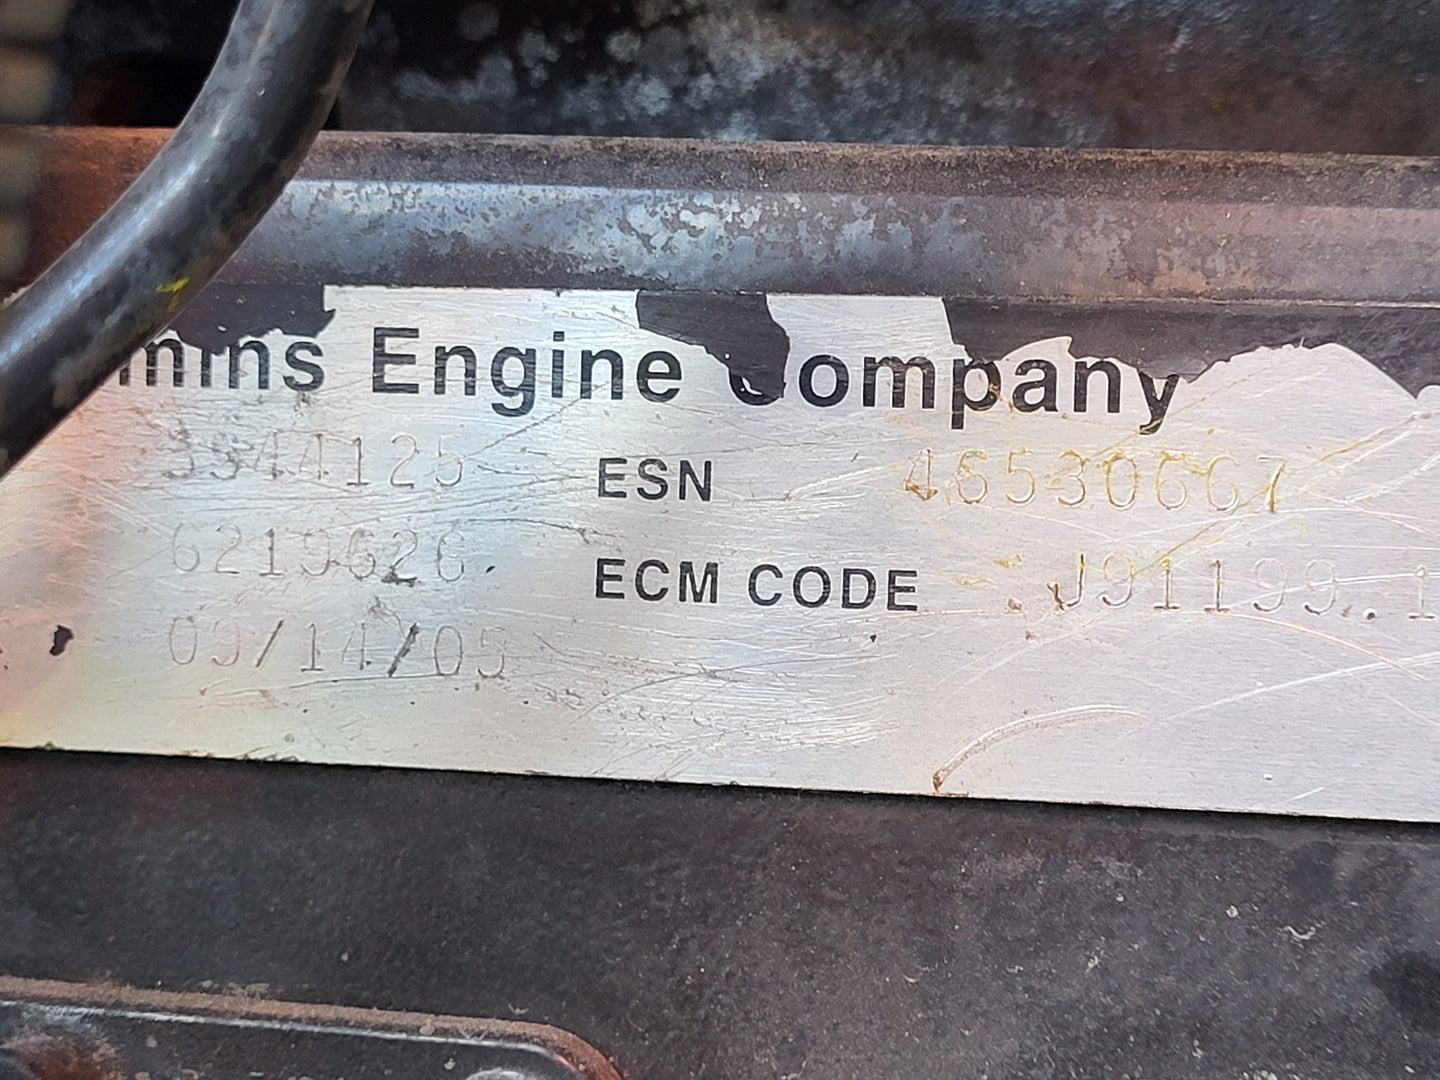 mmins Engine Company
3944125 ESN 46530667
6219626 ECM CODE J91199.1
09/14/05